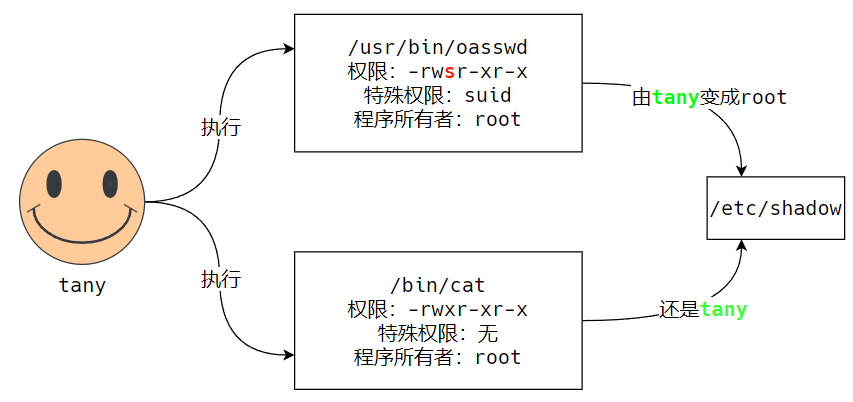 tany
执行
/usr/bin/oasswd
权限：-rwsr-xr-x
特殊权限：suid
程序所有者：root
由tany变成root
/etc/shadow
执行
/bin/cat
权限：-rwxr-xr-x
特殊权限：无
程序所有者：root
还是tany